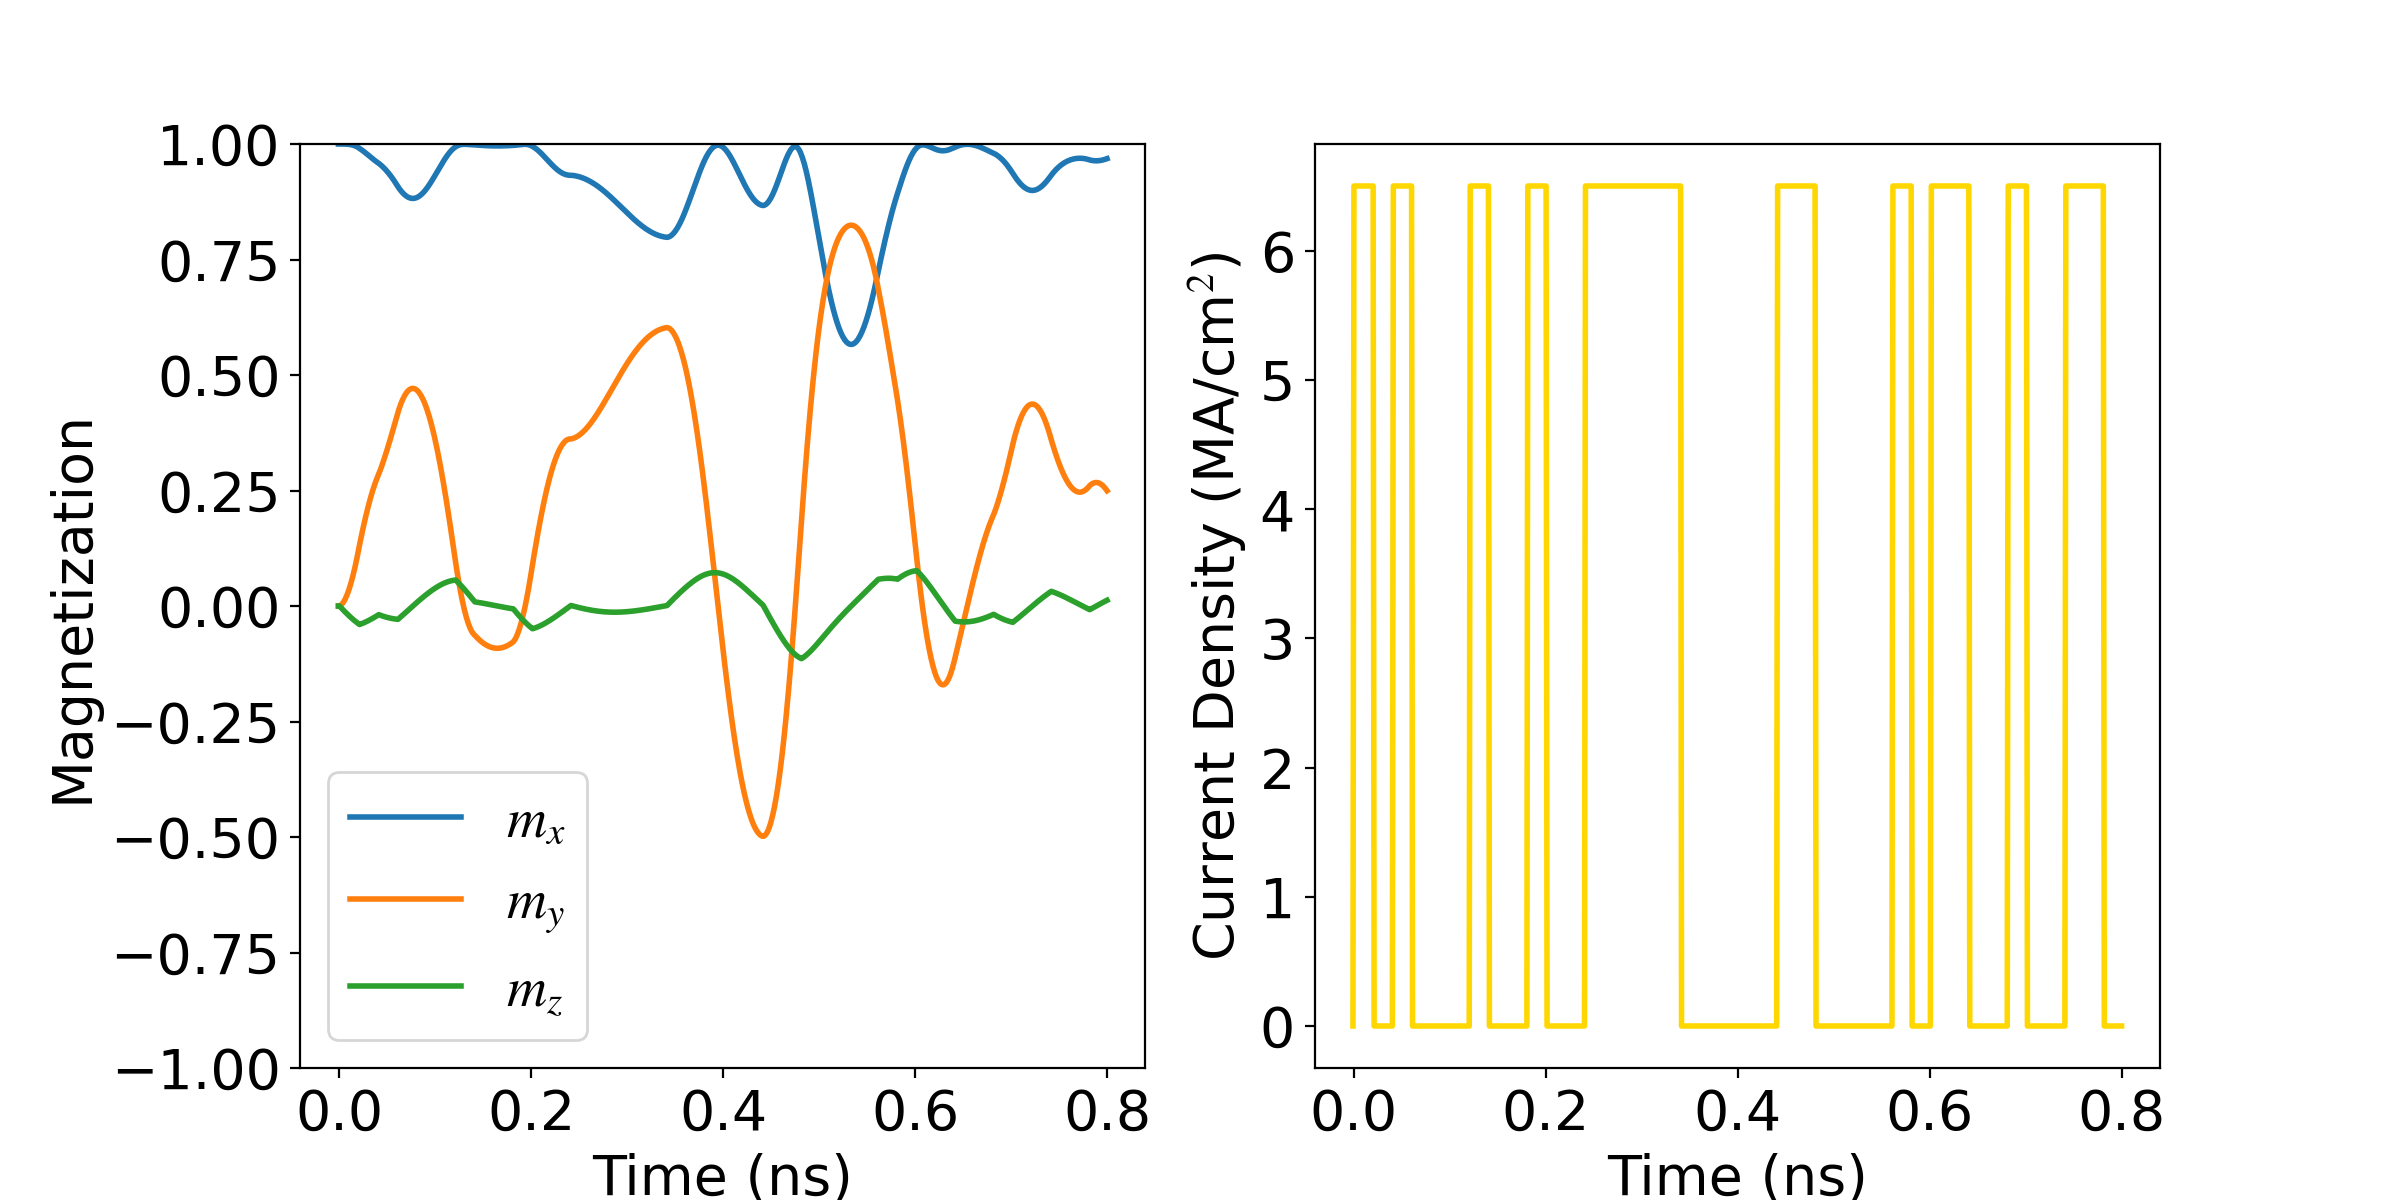 Magnetization
1.00
0.75
0.50
0.25
0.00
−0.25
−0.50
−0.75
−1.00
0.0 0.2 0.4 0.6 0.8
Time (ns)
m_x
m_y
m_z
Current Density (MA/cm²)
6
5
4
3
2
1
0
0.0 0.2 0.4 0.6 0.8
Time (ns)